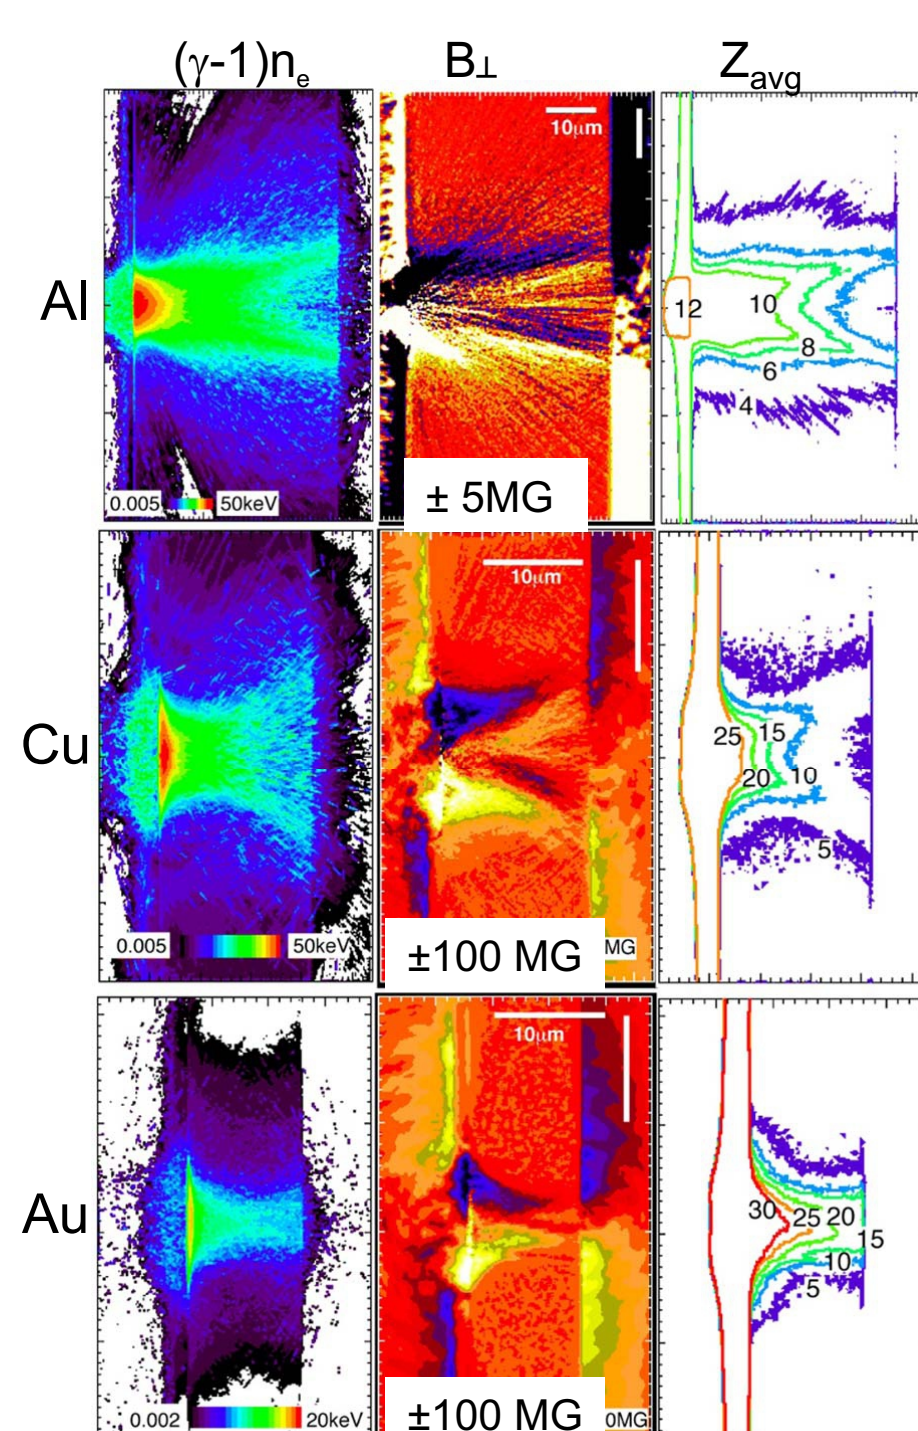 (γ-1)nₑ B⊥ Z_avg
Al
10μm
12 10
8
6
4
0.005 50keV
± 5MG
Cu
10μm
25 15
20 10
5
0.005 50keV
±100 MG MG
Au
10μm
30 25 20
15
10
5
0.002 20keV
±100 MG 0MG